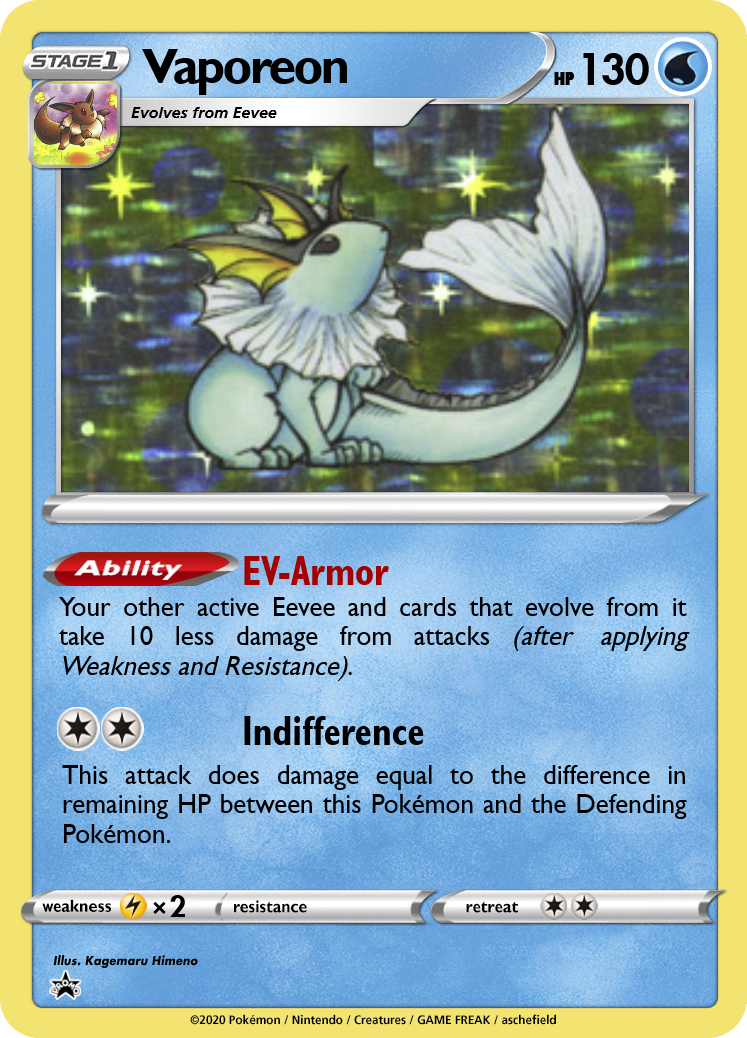 STAGE1 Vaporeon HP 130
Evolves from Eevee
Ability EV-Armor
Your other active Eevee and cards that evolve from it
take 10 less damage from attacks (after applying
Weakness and Resistance).
Indifference
This attack does damage equal to the difference in
remaining HP between this Pokémon and the Defending
Pokémon.
weakness ×2 resistance retreat
Illus. Kagemaru Himeno
PROMO
©2020 Pokémon / Nintendo / Creatures / GAME FREAK / aschefield